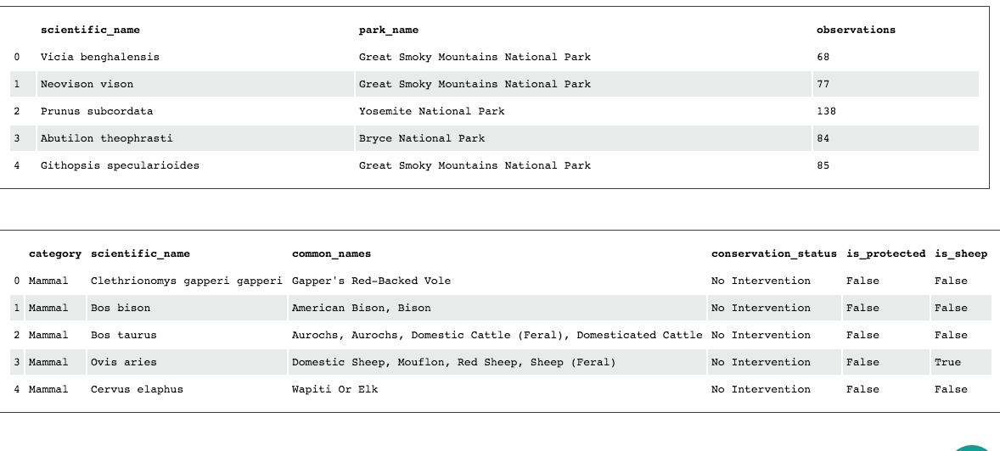 scientific_name park_name observations
0 Vicia benghalensis Great Smoky Mountains National Park 68
1 Neovison vison Great Smoky Mountains National Park 77
2 Prunus subcordata Yosemite National Park 138
3 Abutilon theophrasti Bryce National Park 84
4 Githopsis specularioides Great Smoky Mountains National Park 85
category scientific_name common_names conservation_status is_protected is_sheep
0 Mammal Clethrionomys gapperi gapperi Gapper's Red-Backed Vole No Intervention False False
1 Mammal Bos bison American Bison, Bison No Intervention False False
2 Mammal Bos taurus Aurochs, Aurochs, Domestic Cattle (Feral), Domesticated Cattle No Intervention False False
3 Mammal Ovis aries Domestic Sheep, Mouflon, Red Sheep, Sheep (Feral) No Intervention False True
4 Mammal Cervus elaphus Wapiti Or Elk No Intervention False False